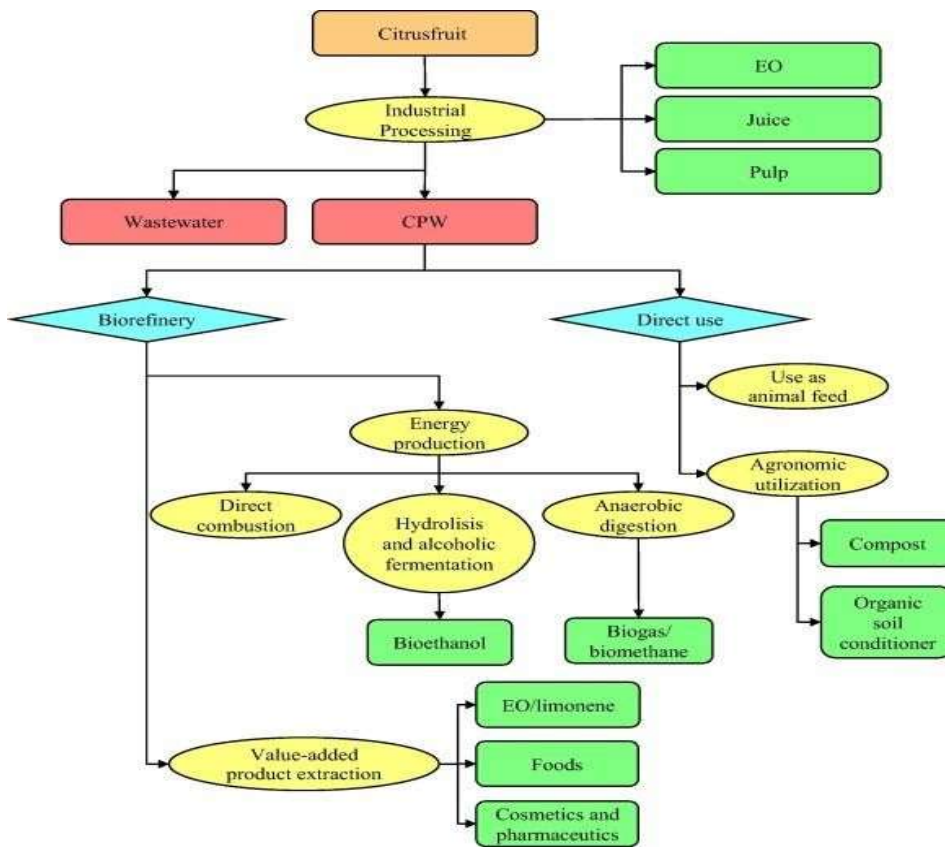 Citrusfruit
Industrial
Processing
EO
Juice
Pulp
Wastewater
CPW
Biorefinery
Direct use
Use as
animal feed
Energy
production
Agronomic
utilization
Direct
combustion
Hydrolisis
and alcoholic
fermentation
Anaerobic
digestion
Compost
Organic
soil
conditioner
Bioethanol
Biogas/
biomethane
EO/limonene
Value-added
product extraction
Foods
Cosmetics and
pharmaceutics